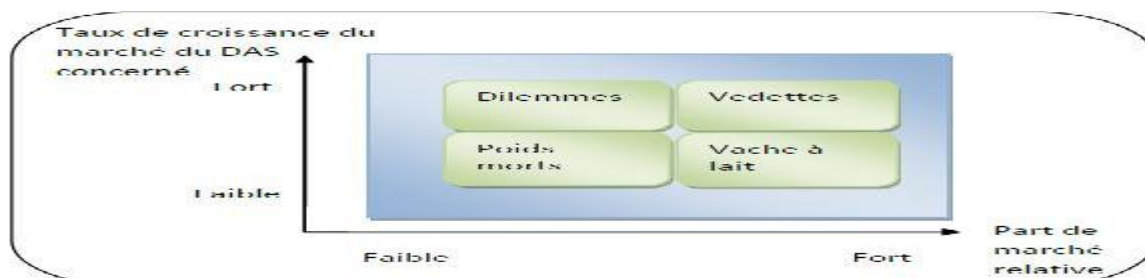 Taux de croissance du
marché du DAS
concerné
Fort
Dilemmes
Vedettes
Poids
morts
Vache à
lait
Faible
Faible
Fort
Part de
marché
relative